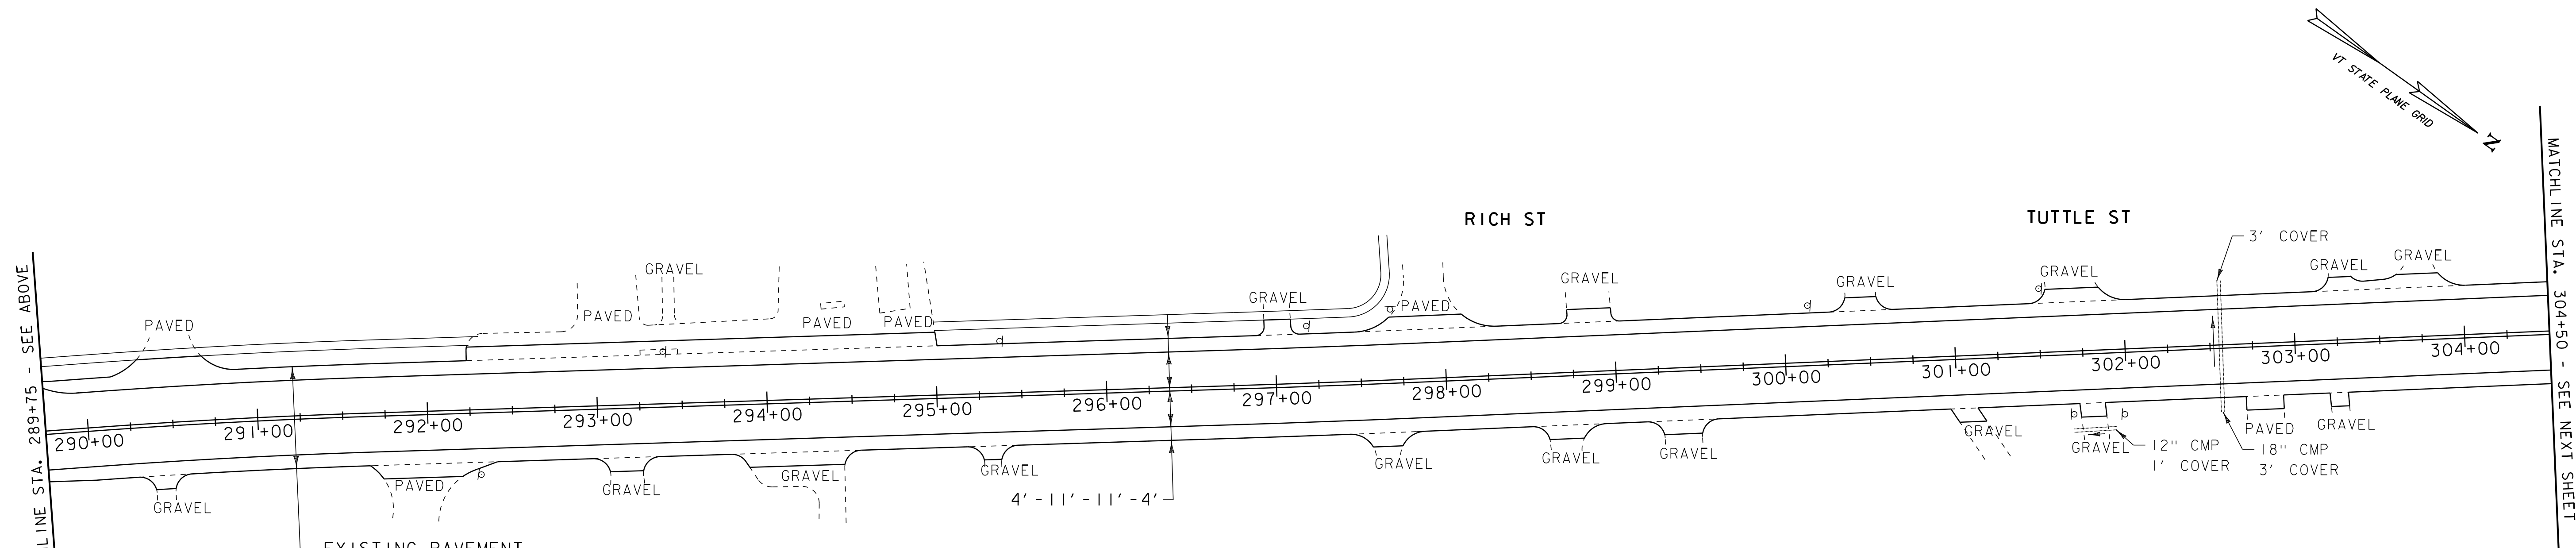 VT STATE PLANE GRID
N
MATCHLINE STA. 304+50 - SEE NEXT SHEET
RICH ST
TUTTLE ST
3' COVER
LINE STA. 289+75 - SEE ABOVE
PAVED
PAVED
GRAVEL
PAVED
PAVED
GRAVEL
PAVED
GRAVEL
GRAVEL
GRAVEL
GRAVEL
GRAVEL
290+00
291+00
292+00
293+00
294+00
295+00
296+00
297+00
298+00
299+00
300+00
301+00
302+00
303+00
304+00
GRAVEL
PAVED
GRAVEL
GRAVEL
GRAVEL
GRAVEL
GRAVEL
GRAVEL
GRAVEL
GRAVEL
PAVED
GRAVEL
12" CMP
1' COVER
18" CMP
3' COVER
4'-11'-11'-4'
EXISTING PAVEMENT